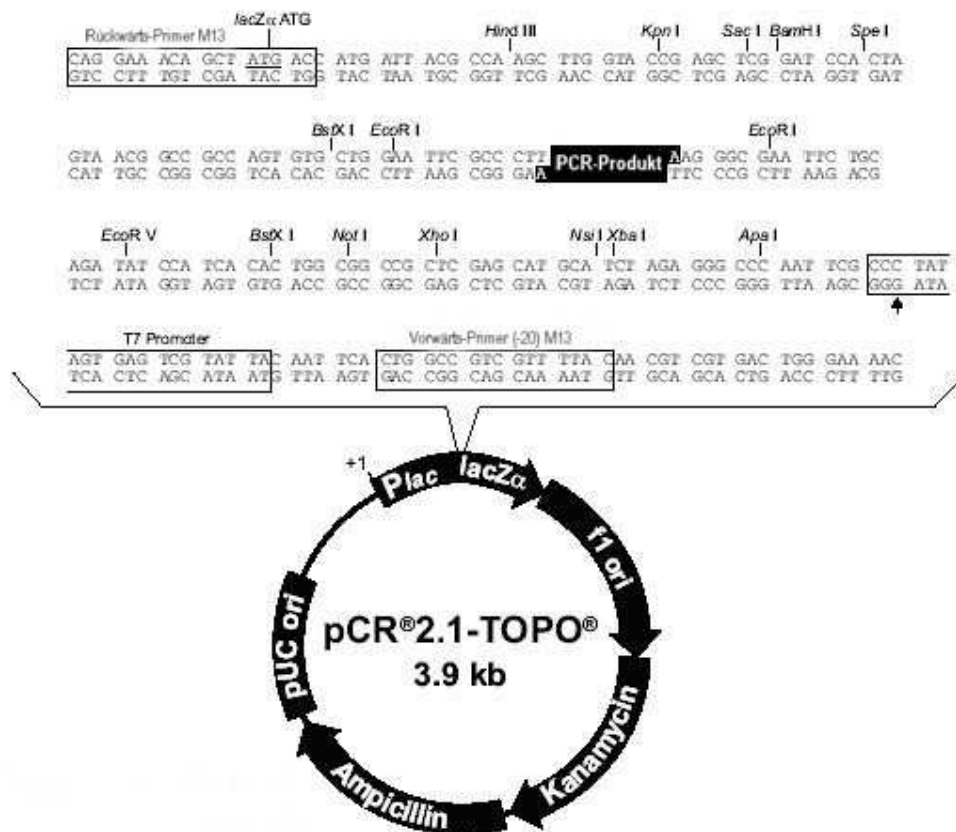 lacZα ATG
Rückwärts-Primer M13
Hind III Kpn I Sac I BamH I Spe I
CAG GAA ACA GCT ATG ACC ATG ATT ACG CCA AGC TTG GTA CCG AGC TCG GAT CCA CTA
GTC CTT TGT CGA TAC TGG TAC TAA TGC GGT TCG AAC CAT GGC TCG AGC CTA GGT GAT
BstX I EcoR I EcoR I
GTA ACG GCC GCC AGT GTG CTG GAA TTC GCC CTT PCR-Produkt AAG GGC GAA TTC TGC
CAT TGC CGG CGG TCA CAC GAC CTT AAG CGG GAA TTC CCG CTT AAG ACG
EcoR V BstX I Not I Xho I Nsi I Xba I Apa I
AGA TAT CCA TCA CAC TGG CGG CCG CTC GAG CAT GCA TCT AGA GGG CCC AAT TCG CCC TAT
TCT ATA GGT AGT GTG ACC GCC GGC GAG CTC GTA CGT AGA TCT CCC GGG TTA AGC GGG ATA
T7 Promoter Vorwärts-Primer (-20) M13
AGT GAG TCG TAT TAC AAT TCA CTG GCC GTC GTT TTA CAA CGT CGT GAC TGG GAA AAC
TCA CTC AGC ATA ATG TTA AGT GAC CGG CAG CAA AAT GTT GCA GCA CTG ACC CTT TTG
+1
Plac lacZα
f1 ori
pUC ori
pCR®2.1-TOPO®
3.9 kb
Kanamycin
Ampicillin